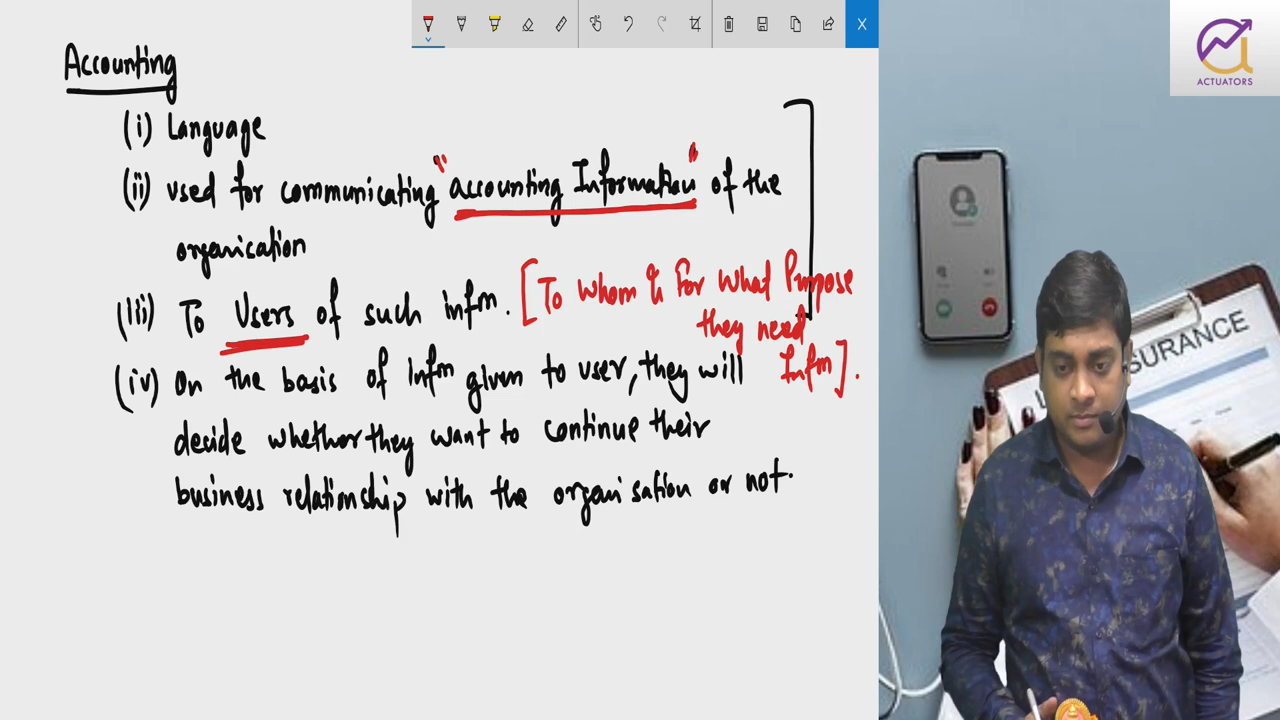 Accounting
(i) Language
(ii) used for communicating "accounting Information" of the
organisation
(iii) To Users of such infm. [To whom & For What Purpose
they need
Infm].
(iv) On the basis of Infm given to user, they will
decide whether they want to continue their
business relationship with the organisation or not.
ACTUATORS
SURANCE